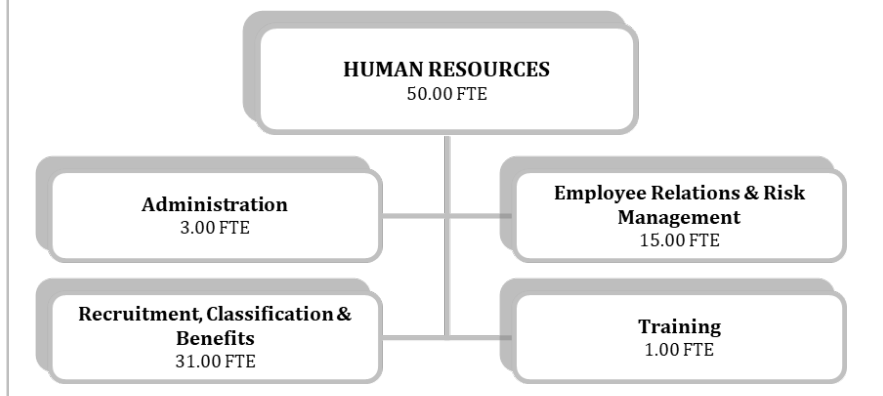 HUMAN RESOURCES
50.00 FTE
Administration
3.00 FTE
Employee Relations & Risk
Management
15.00 FTE
Recruitment, Classification &
Benefits
31.00 FTE
Training
1.00 FTE